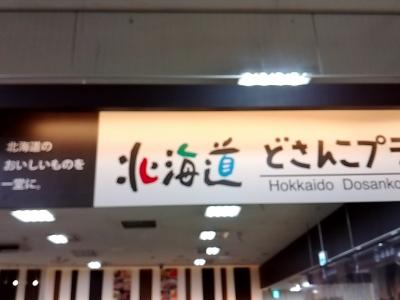 北海道の
おいしいものを
一堂に。
北海道
どさんこプラ
Hokkaido Dosanko